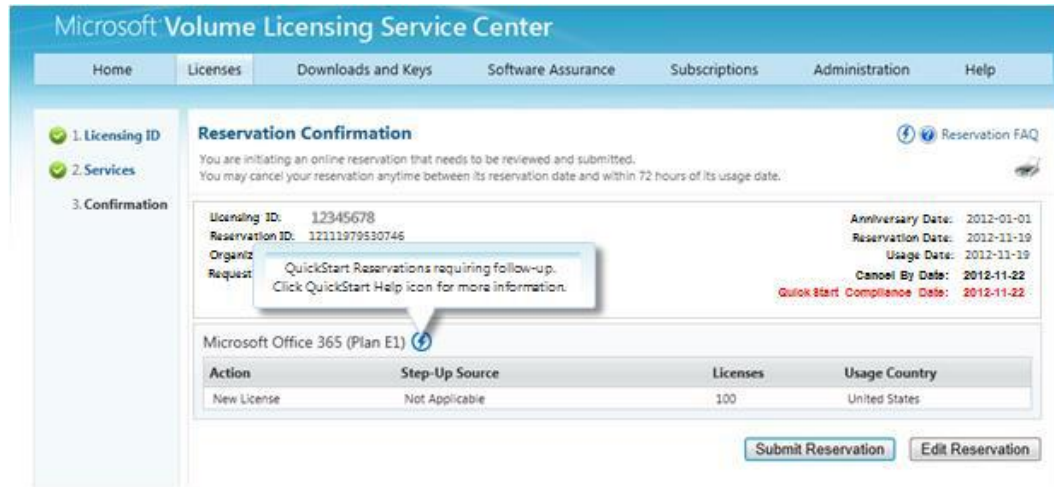 Microsoft Volume Licensing Service Center
Home Licenses Downloads and Keys Software Assurance Subscriptions Administration Help
1. Licensing ID
2. Services
3. Confirmation
Reservation Confirmation
Reservation FAQ
You are initiating an online reservation that needs to be reviewed and submitted.
You may cancel your reservation anytime between its reservation date and within 72 hours of its usage date.
Licensing ID: 12345678
Reservation ID: 12111979530746
Organiz
Request
Anniversary Date: 2012-01-01
Reservation Date: 2012-11-19
Usage Date: 2012-11-19
Cancel By Date: 2012-11-22
Quick Start Compliance Date: 2012-11-22
QuickStart Reservations requiring follow-up.
Click QuickStart Help icon for more information.
Microsoft Office 365 (Plan E1)
Action Step-Up Source Licenses Usage Country
New License Not Applicable 100 United States
Submit Reservation Edit Reservation